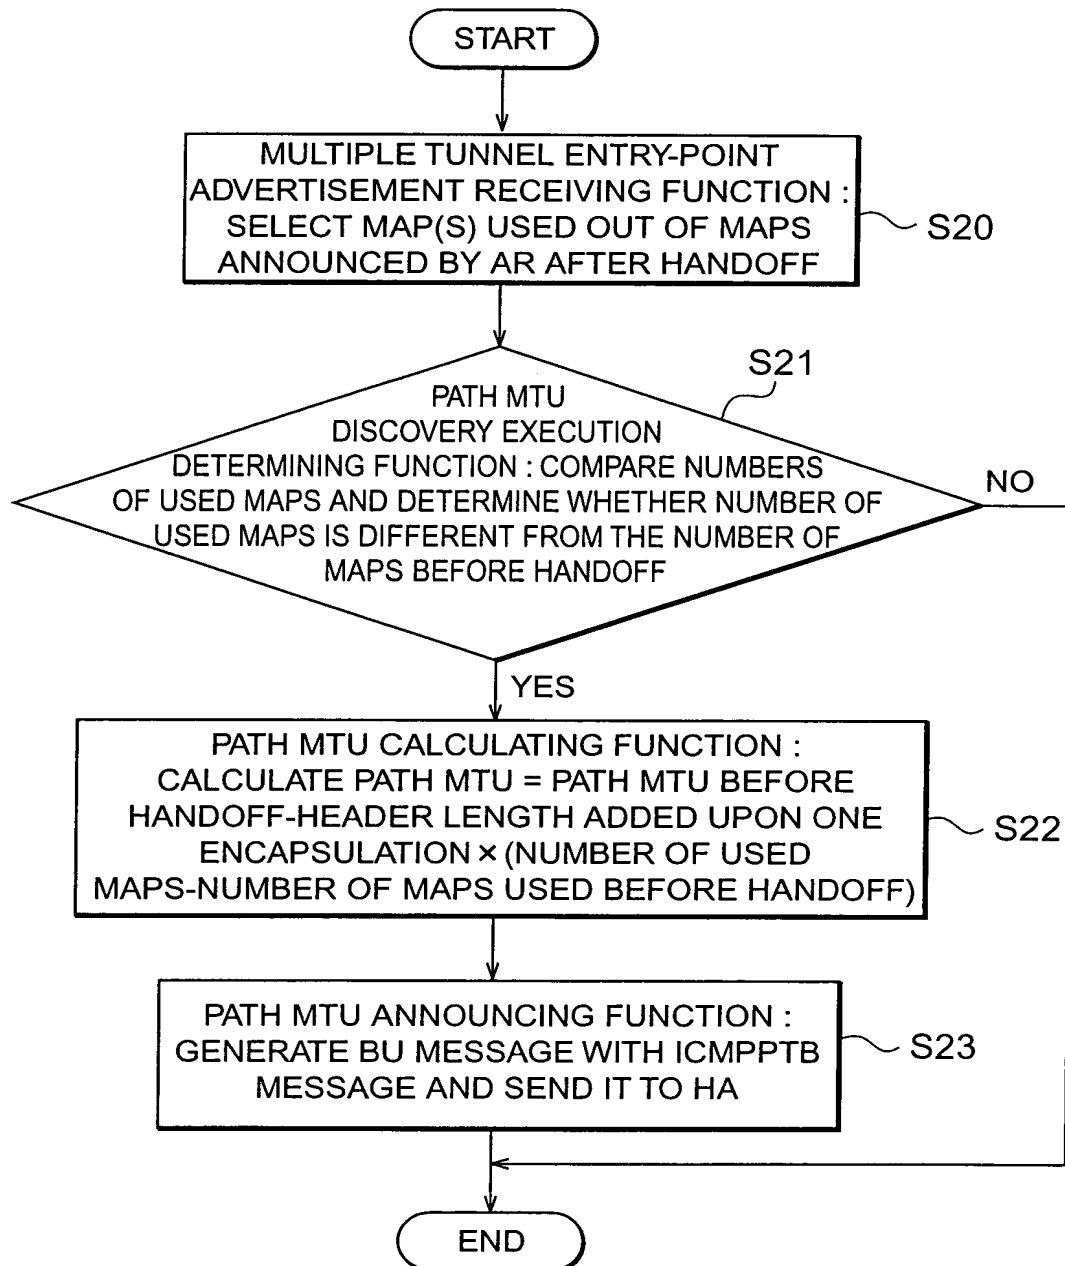 START
MULTIPLE TUNNEL ENTRY-POINT
ADVERTISEMENT RECEIVING FUNCTION :
SELECT MAP(S) USED OUT OF MAPS
ANNOUNCED BY AR AFTER HANDOFF
S20
S21
PATH MTU
DISCOVERY EXECUTION
DETERMINING FUNCTION : COMPARE NUMBERS
OF USED MAPS AND DETERMINE WHETHER NUMBER OF
USED MAPS IS DIFFERENT FROM THE NUMBER OF
MAPS BEFORE HANDOFF
NO
YES
PATH MTU CALCULATING FUNCTION :
CALCULATE PATH MTU = PATH MTU BEFORE
HANDOFF-HEADER LENGTH ADDED UPON ONE
ENCAPSULATION × (NUMBER OF USED
MAPS-NUMBER OF MAPS USED BEFORE HANDOFF)
S22
PATH MTU ANNOUNCING FUNCTION :
GENERATE BU MESSAGE WITH ICMPPTB
MESSAGE AND SEND IT TO HA
S23
END